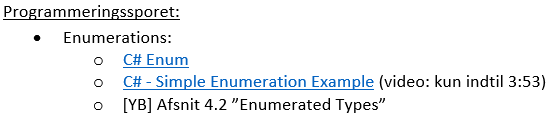 Programmeringssporet:
• Enumerations:
o C# Enum
o C# - Simple Enumeration Example (video: kun indtil 3:53)
o [YB] Afsnit 4.2 ”Enumerated Types”